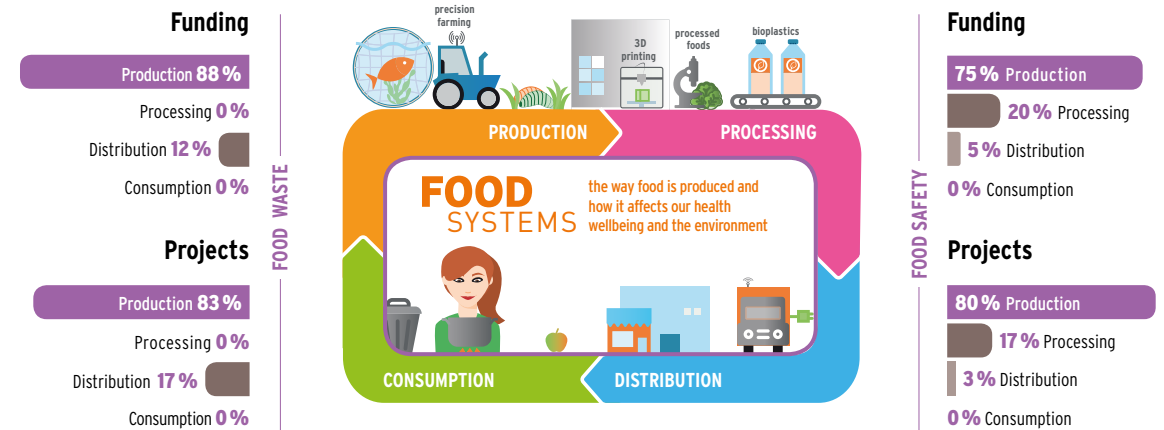 Funding
Production 88 %
Processing 0 %
Distribution 12 %
Consumption 0 %
Projects
Production 83 %
Processing 0 %
Distribution 17 %
Consumption 0 %
FOOD WASTE
precision
farming
3D
printing
processed
foods
bioplastics
PRODUCTION
PROCESSING
FOOD
SYSTEMS
the way food is produced and
how it affects our health
wellbeing and the environment
CONSUMPTION
DISTRIBUTION
FOOD SAFETY
Funding
75 % Production
20 % Processing
5 % Distribution
0 % Consumption
Projects
80 % Production
17 % Processing
3 % Distribution
0 % Consumption